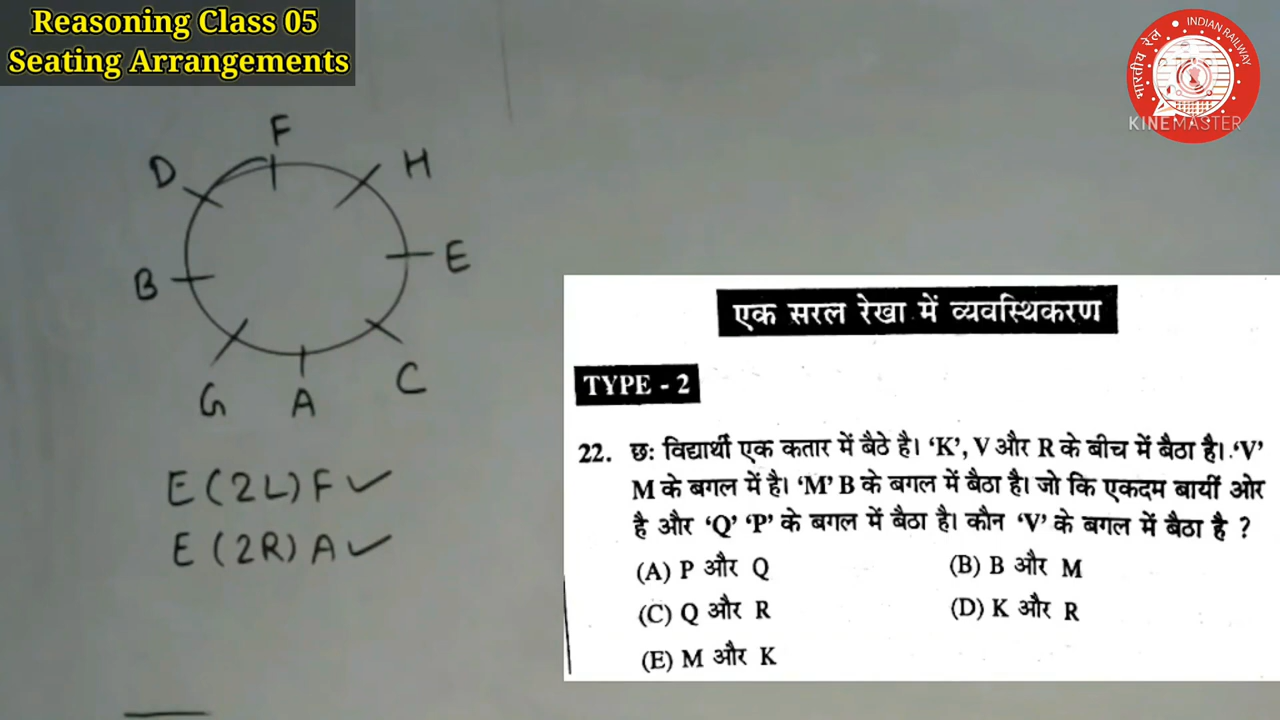 Reasoning Class 05
Seating Arrangements
भारतीय रेल
INDIAN RAILWAY
KINEMASTER
F
D
H
B
E
G
A
C
E (2L) F ✓
E (2R) A ✓
एक सरल रेखा में व्यवस्थिकरण
TYPE - 2
22. छः विद्यार्थी एक कतार में बैठे है। ‘K’, V और R के बीच में बैठा है। ‘V’
M के बगल में है। ‘M’ B के बगल में बैठा है। जो कि एकदम बायीं ओर
है और ‘Q’ ‘P’ के बगल में बैठा है। कौन ‘V’ के बगल में बैठा है ?
(A) P और Q
(B) B और M
(C) Q और R
(D) K और R
(E) M और K